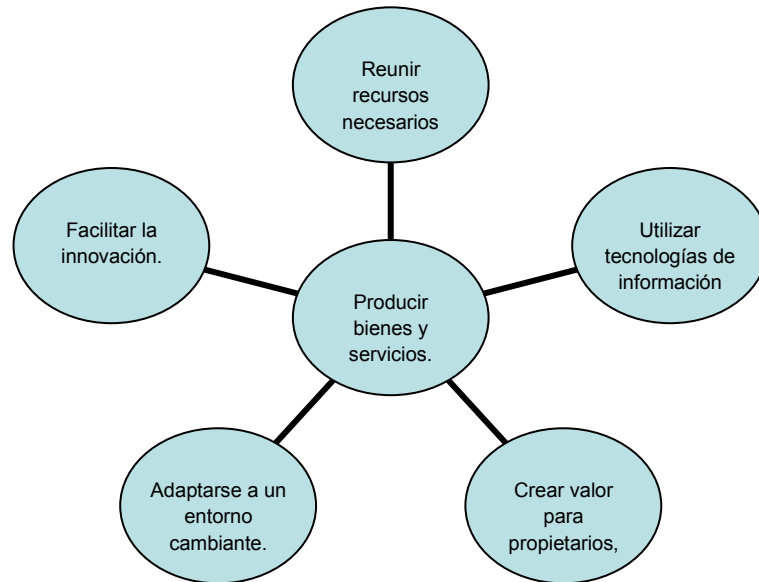 Reunir
recursos
necesarios
Facilitar la
innovación.
Utilizar
tecnologías de
información
Producir
bienes y
servicios.
Adaptarse a un
entorno
cambiante.
Crear valor
para
propietarios,